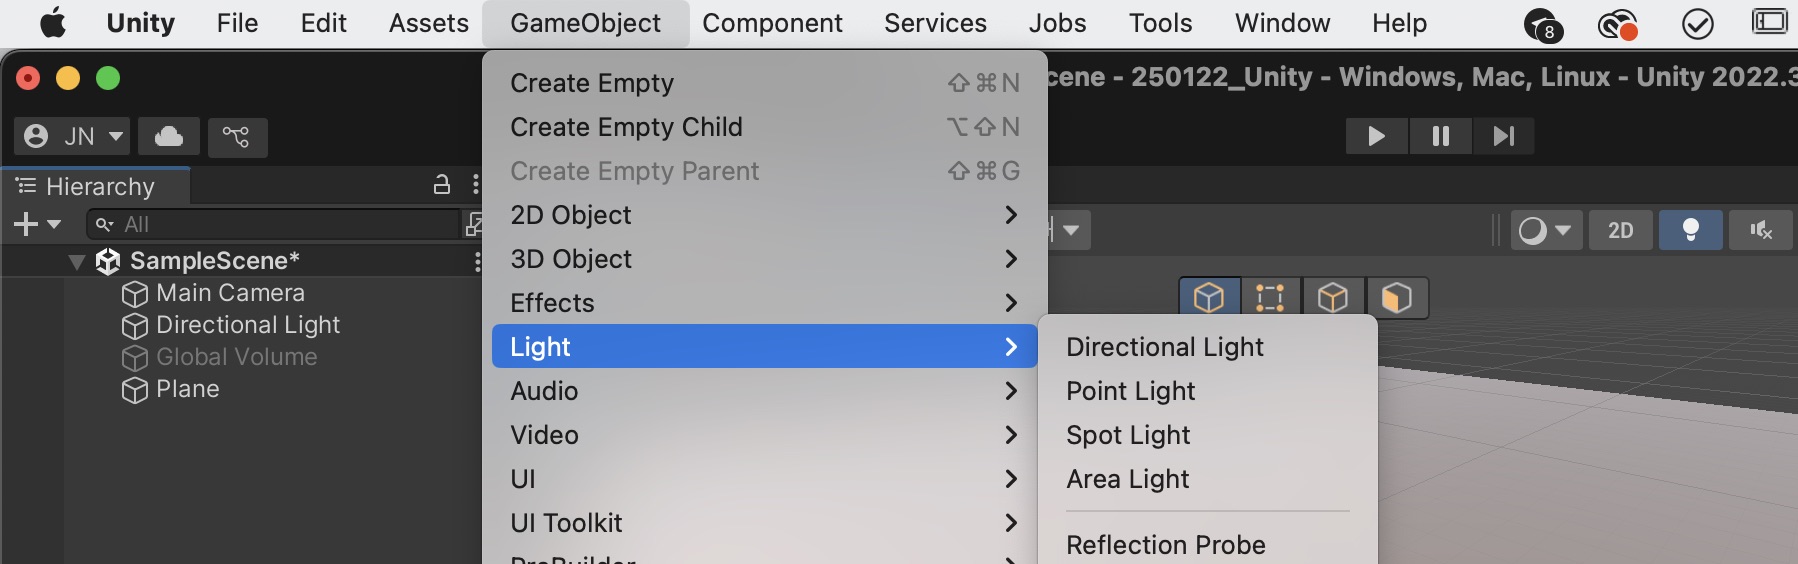 Unity File Edit Assets GameObject Component Services Jobs Tools Window Help 8
cene - 250122_Unity - Windows, Mac, Linux - Unity 2022.3
JN
Hierarchy
All
SampleScene*
Main Camera
Directional Light
Global Volume
Plane
Create Empty ⇧⌘N
Create Empty Child ⌥⇧N
Create Empty Parent ⇧⌘G
2D Object
3D Object
Effects
Light
Audio
Video
UI
UI Toolkit
ProBuilder
2D
Directional Light
Point Light
Spot Light
Area Light
Reflection Probe